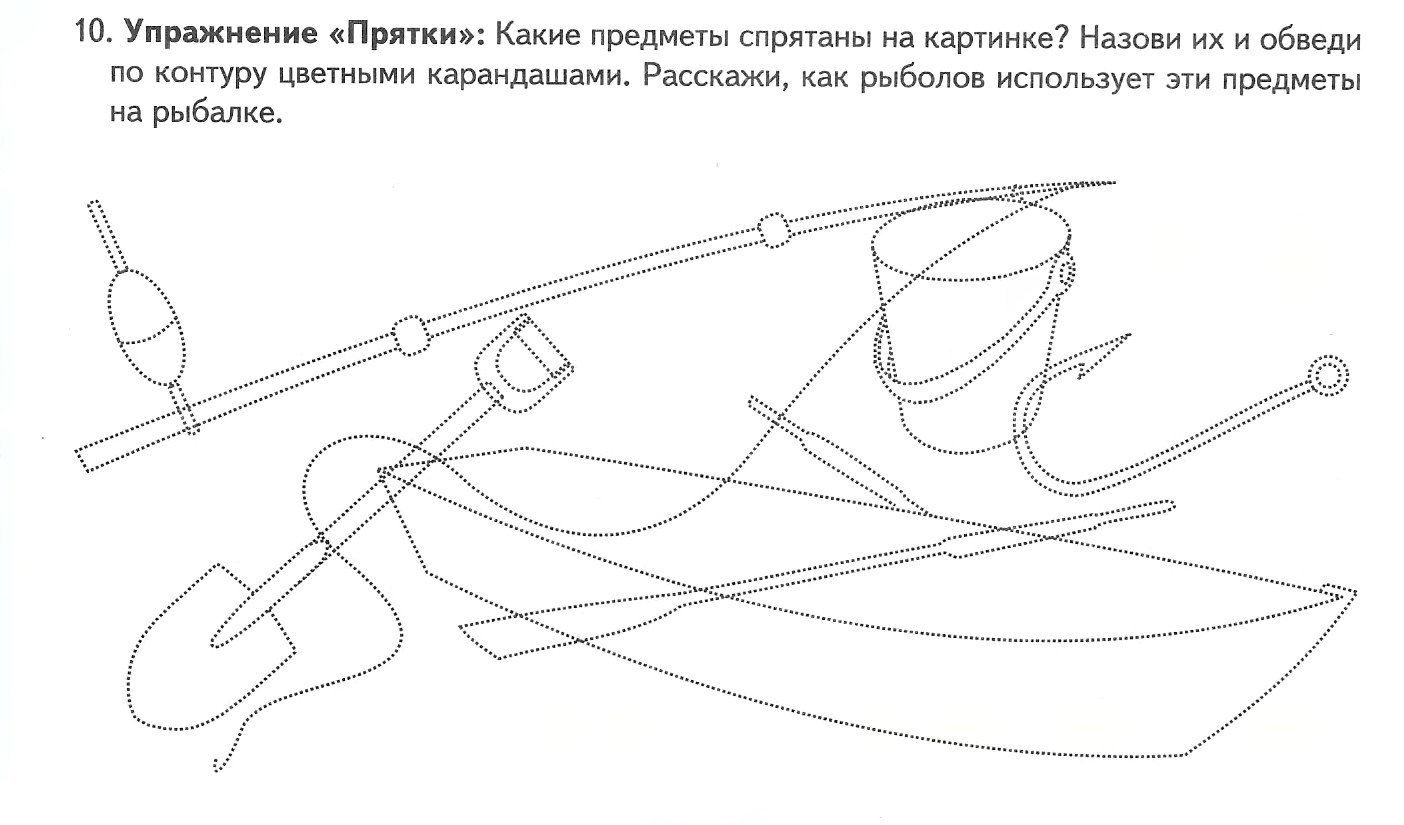 10. Упражнение «Прятки»: Какие предметы спрятаны на картинке? Назови их и обведи
по контуру цветными карандашами. Расскажи, как рыболов использует эти предметы
на рыбалке.